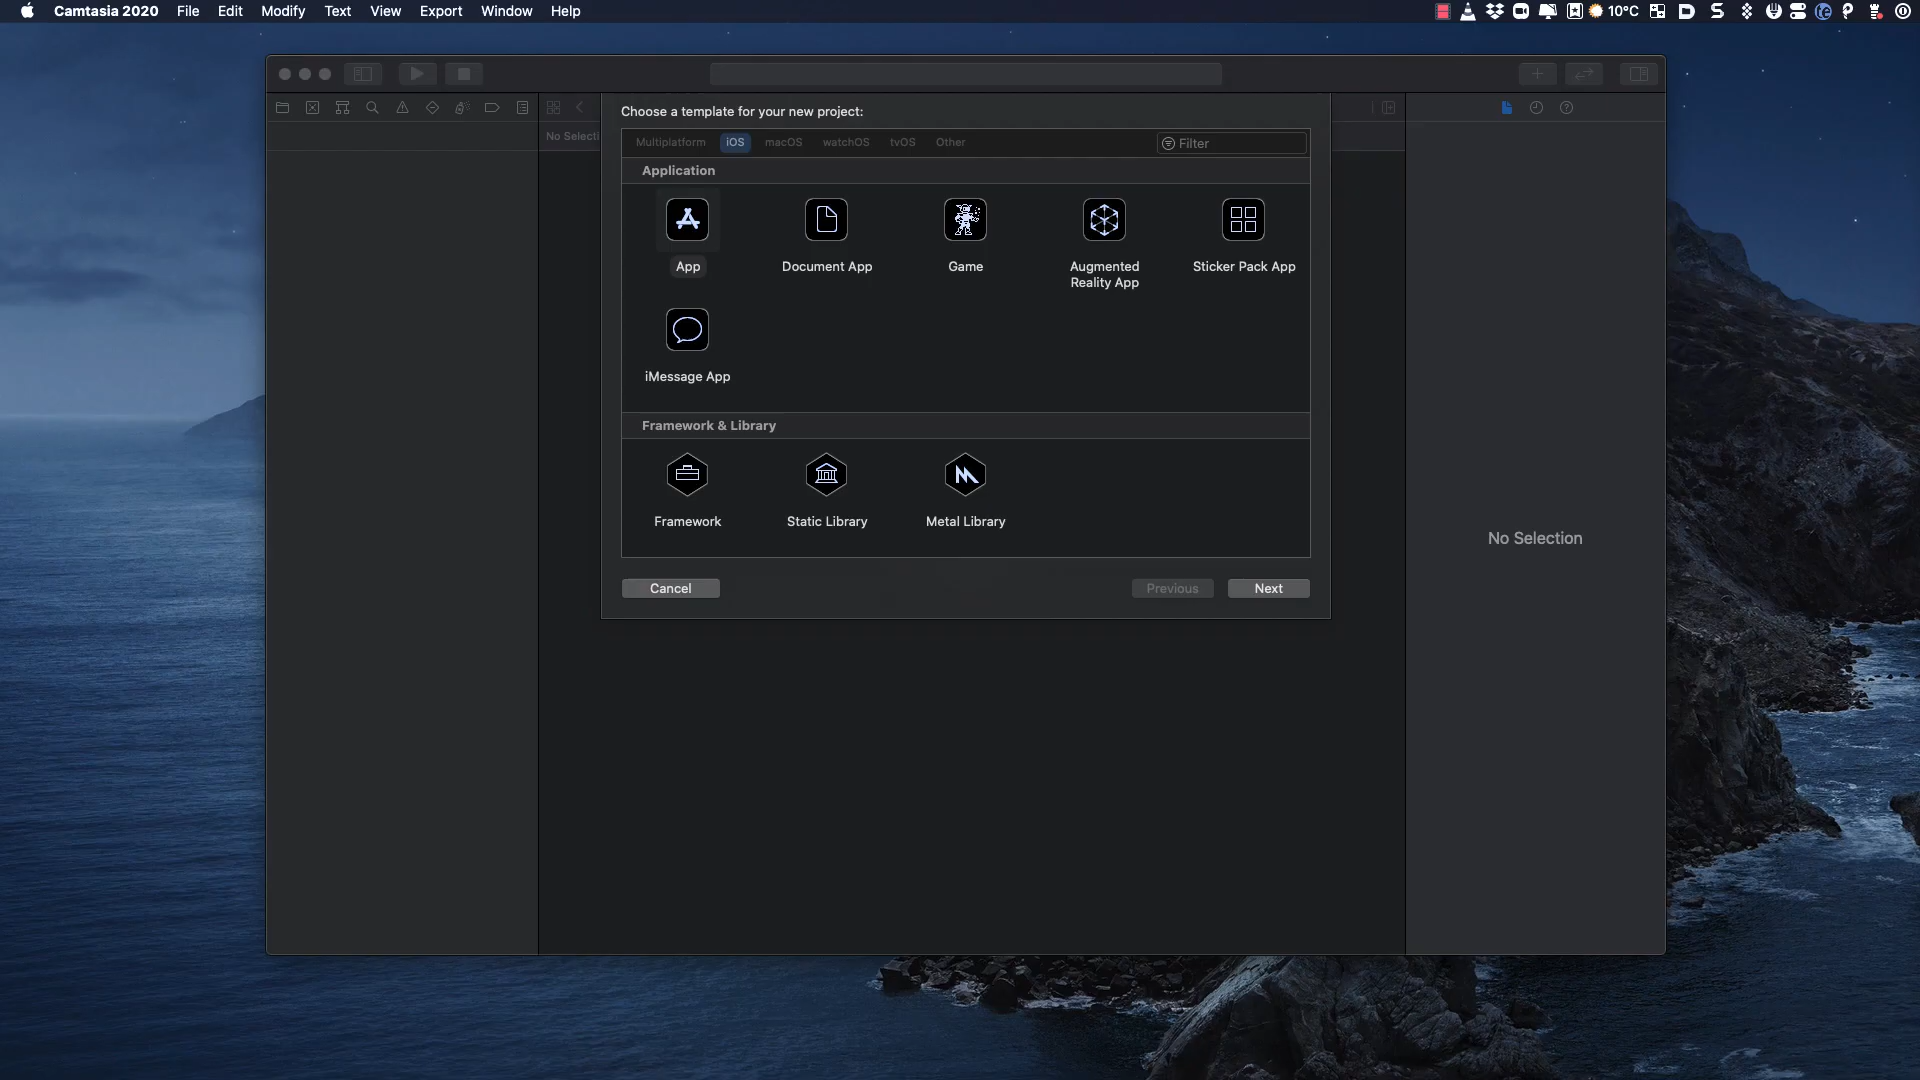 Camtasia 2020 File Edit Modify Text View Export Window Help 10°C
Choose a template for your new project:
No Selecti
Multiplatform iOS macOS watchOS tvOS Other Filter
Application
App Document App Game Augmented Reality App Sticker Pack App
iMessage App
Framework & Library
Framework Static Library Metal Library
No Selection
Cancel Previous Next